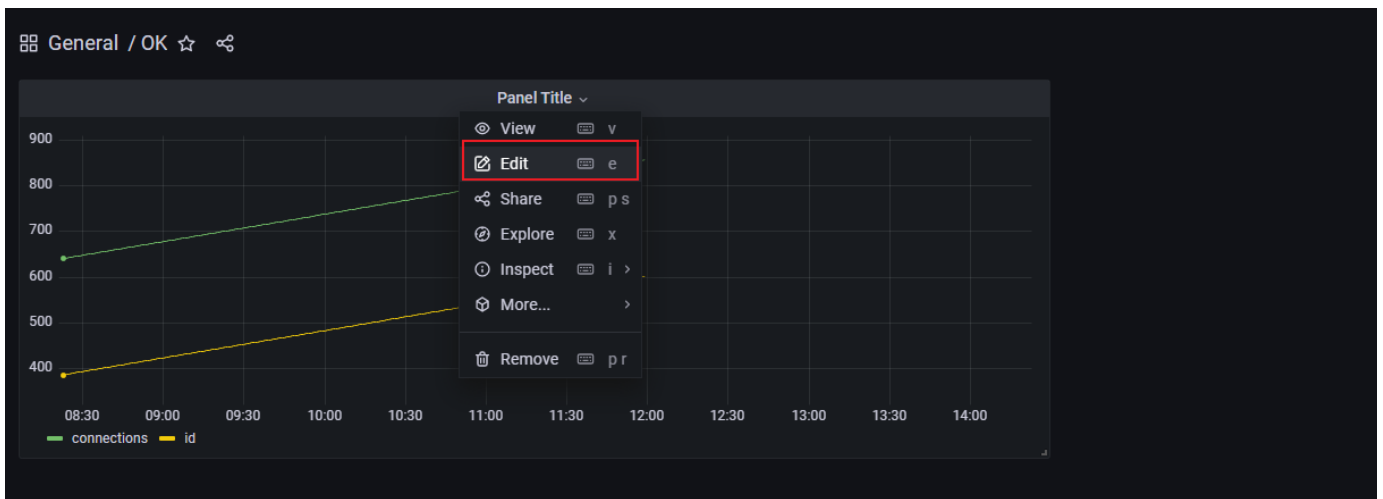 General / OK
Panel Title
900
800
700
600
500
400
View v
Edit e
Share p s
Explore x
Inspect i
More...
Remove p r
08:30 09:00 09:30 10:00 10:30 11:00 11:30 12:00 12:30 13:00 13:30 14:00
connections id